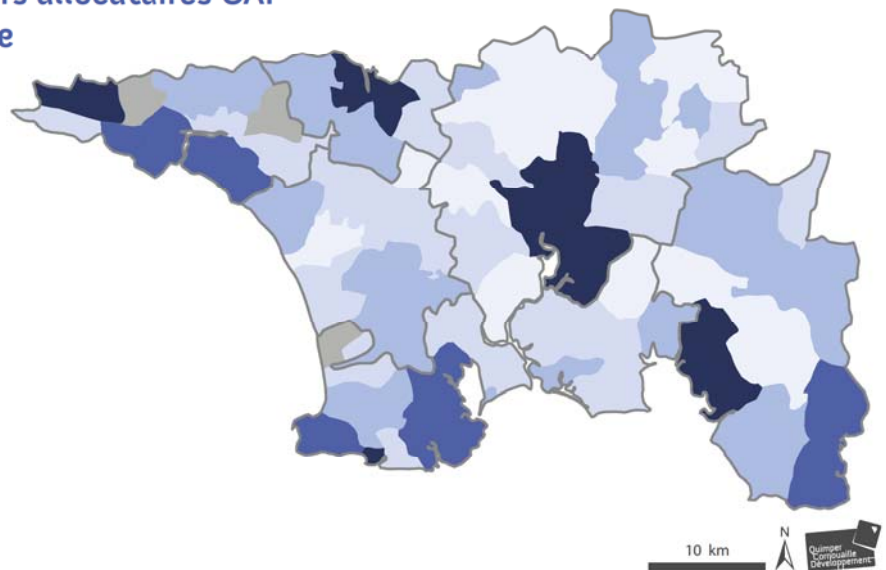 allocataires CAF
10 km
N
Quimper
Cornouaille
Développement